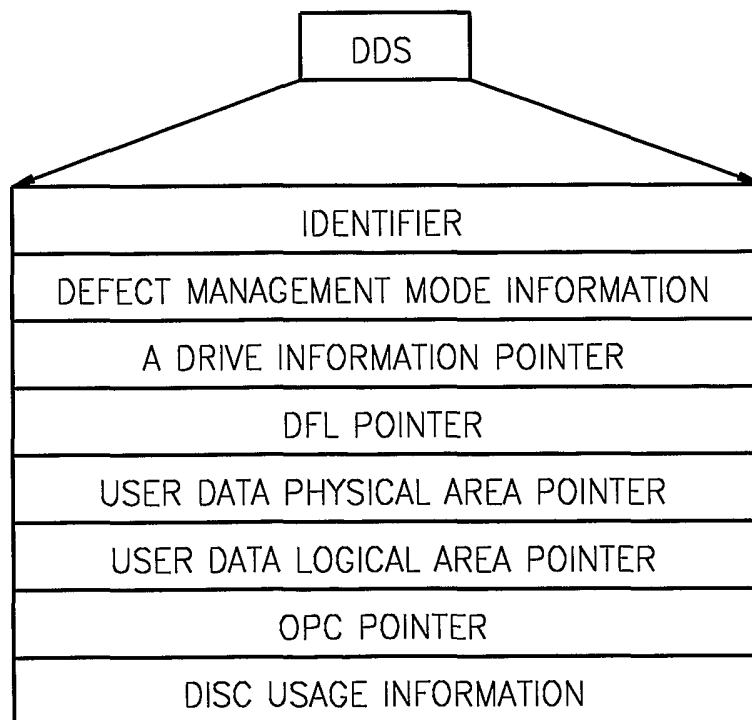 DDS
IDENTIFIER
DEFECT MANAGEMENT MODE INFORMATION
A DRIVE INFORMATION POINTER
DFL POINTER
USER DATA PHYSICAL AREA POINTER
USER DATA LOGICAL AREA POINTER
OPC POINTER
DISC USAGE INFORMATION